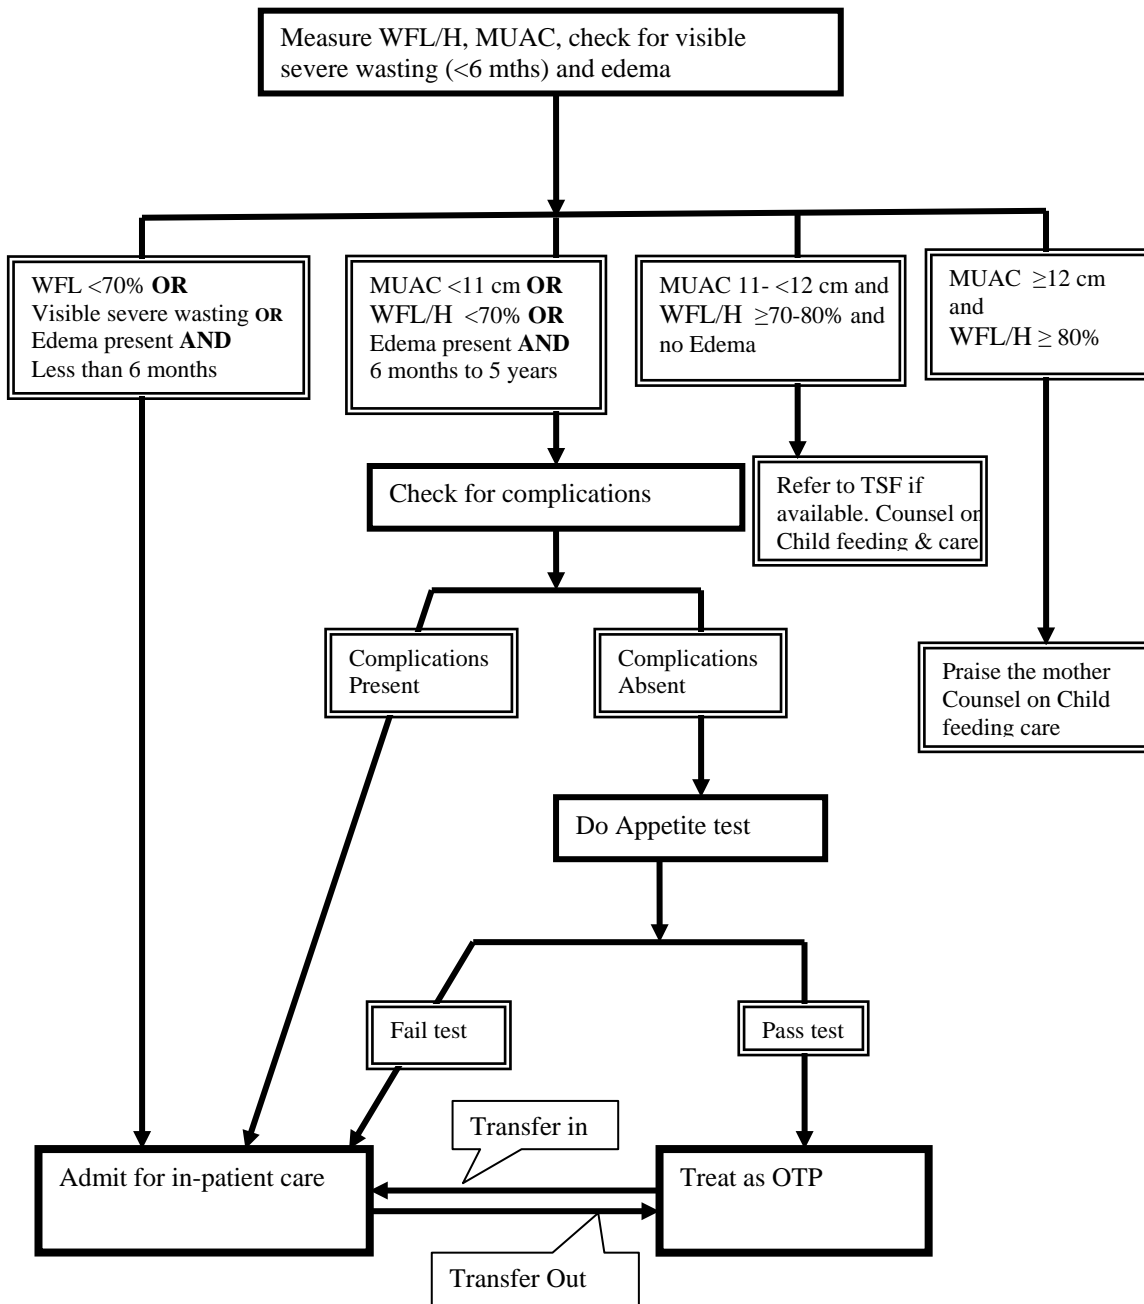 Measure WFL/H, MUAC, check for visible
severe wasting (<6 mths) and edema
WFL <70% OR
Visible severe wasting OR
Edema present AND
Less than 6 months
MUAC <11 cm OR
WFL/H <70% OR
Edema present AND
6 months to 5 years
MUAC 11- <12 cm and
WFL/H ≥70-80% and
no Edema
MUAC ≥12 cm
and
WFL/H ≥ 80%
Check for complications
Refer to TSF if
available. Counsel on
Child feeding & care
Complications
Present
Complications
Absent
Praise the mother
Counsel on Child
feeding care
Do Appetite test
Fail test
Pass test
Transfer in
Admit for in-patient care
Treat as OTP
Transfer Out